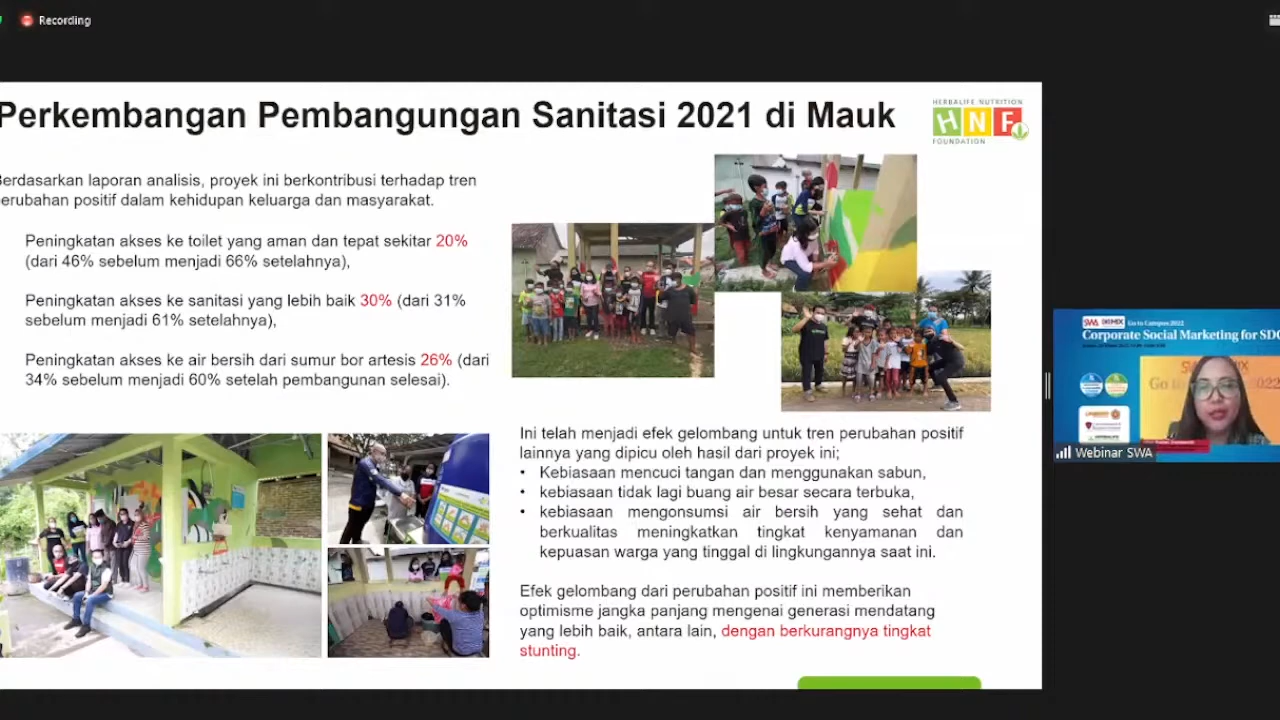 Recording
Perkembangan Pembangungan Sanitasi 2021 di Mauk
HERBALIFE NUTRITION
HNF
FOUNDATION
Berdasarkan laporan analisis, proyek ini berkontribusi terhadap tren
perubahan positif dalam kehidupan keluarga dan masyarakat.
Peningkatan akses ke toilet yang aman dan tepat sekitar 20%
(dari 46% sebelum menjadi 66% setelahnya),
Peningkatan akses ke sanitasi yang lebih baik 30% (dari 31%
sebelum menjadi 61% setelahnya),
Peningkatan akses ke air bersih dari sumur bor artesis 26% (dari
34% sebelum menjadi 60% setelah pembangunan selesai).
Ini telah menjadi efek gelombang untuk tren perubahan positif
lainnya yang dipicu oleh hasil dari proyek ini;
• Kebiasaan mencuci tangan dan menggunakan sabun,
• kebiasaan tidak lagi buang air besar secara terbuka,
• kebiasaan mengonsumsi air bersih yang sehat dan
berkualitas meningkatkan tingkat kenyamanan dan
kepuasan warga yang tinggal di lingkungannya saat ini.
Efek gelombang dari perubahan positif ini memberikan
optimisme jangka panjang mengenai generasi mendatang
yang lebih baik, antara lain, dengan berkurangnya tingkat
stunting.
SWA MIX Go to Campus 2022
Corporate Social Marketing for SDG
Go to 2022
Webinar SWA